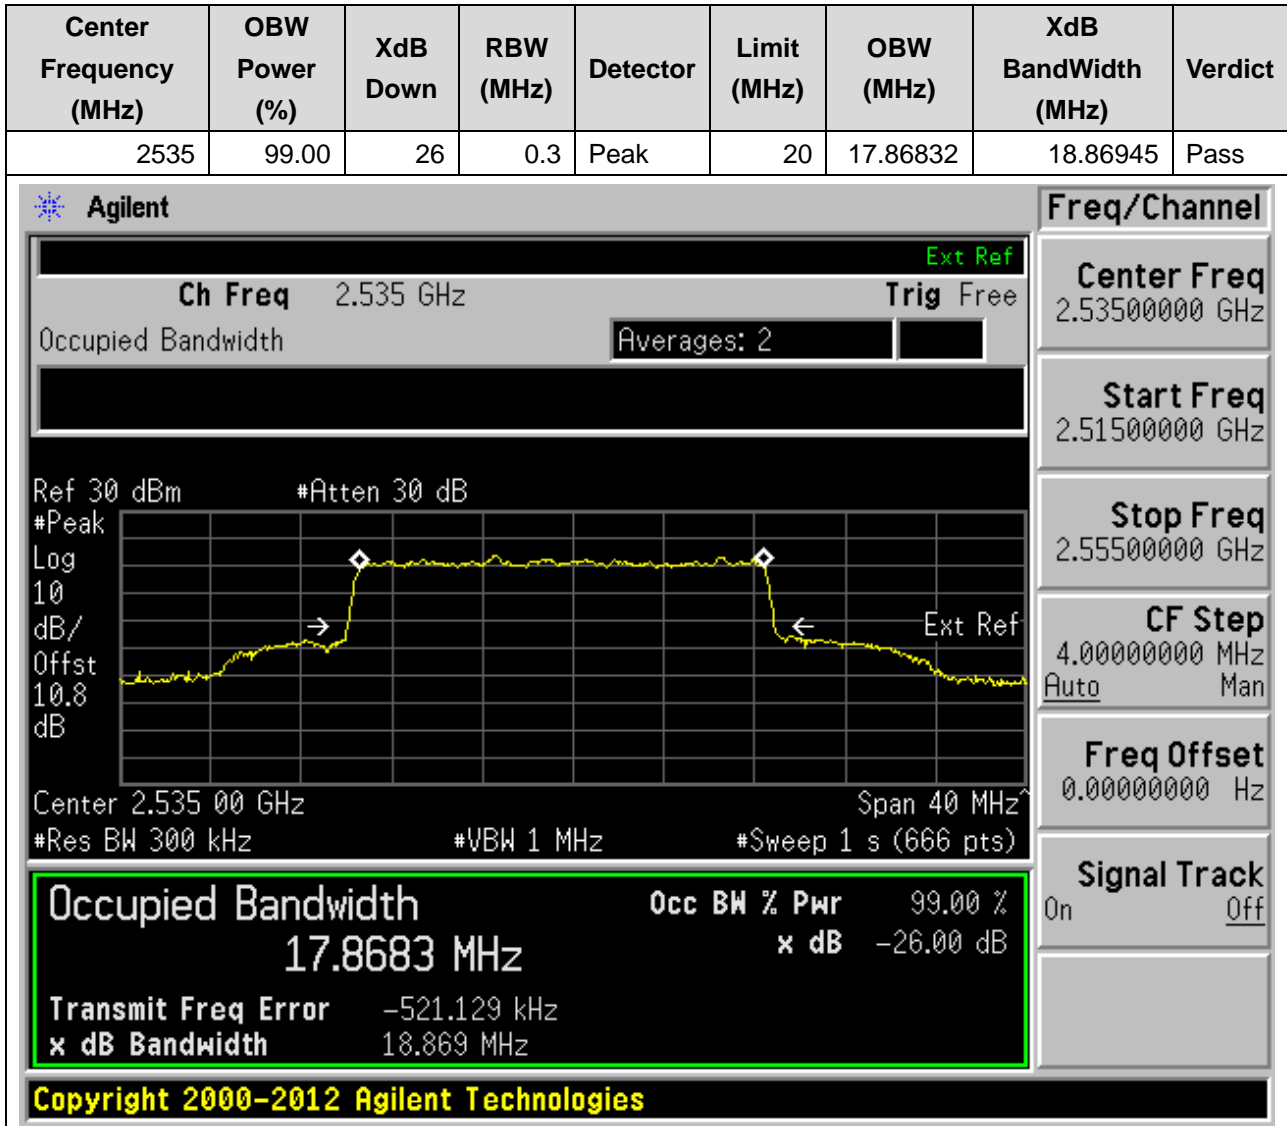 Center Frequency (MHz) OBW Power (%) XdB Down RBW (MHz) Detector Limit (MHz) OBW (MHz) XdB BandWidth (MHz) Verdict
2535 99.00 26 0.3 Peak 20 17.86832 18.86945 Pass
Agilent
Freq/Channel
Ext Ref
Ch Freq 2.535 GHz
Trig Free
Occupied Bandwidth
Averages: 2
Center Freq
2.53500000 GHz
Start Freq
2.51500000 GHz
Stop Freq
2.55500000 GHz
CF Step
4.00000000 MHz
Auto Man
Freq Offset
0.00000000 Hz
Signal Track
On Off
Ref 30 dBm #Atten 30 dB
#Peak
Log
10
dB/
Offst
10.8
dB
Ext Ref
Center 2.535 00 GHz Span 40 MHz^
#Res BW 300 kHz #VBW 1 MHz #Sweep 1 s (666 pts)
Occupied Bandwidth
17.8683 MHz
Occ BW % Pwr 99.00 %
x dB -26.00 dB
Transmit Freq Error -521.129 kHz
x dB Bandwidth 18.869 MHz
Copyright 2000-2012 Agilent Technologies